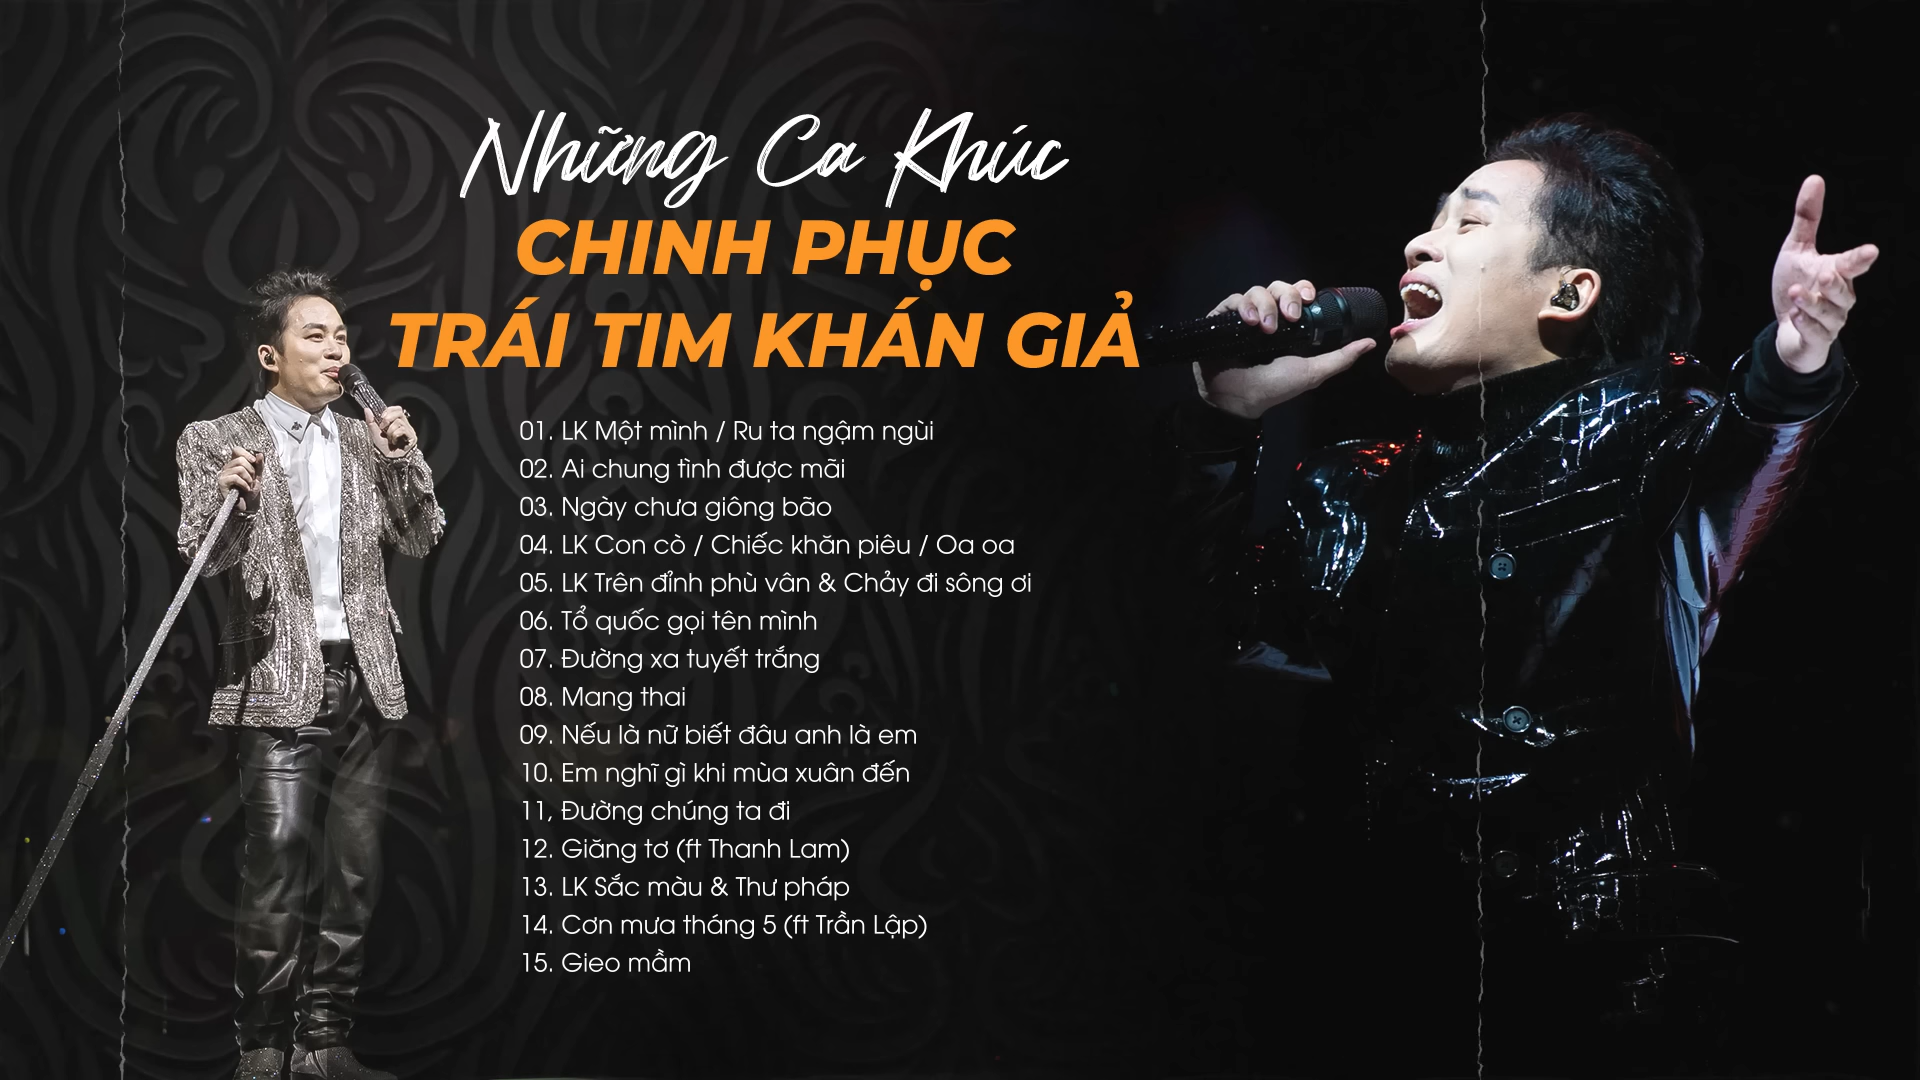 Những Ca Khúc
CHINH PHỤC
TRÁI TIM KHÁN GIẢ
01. LK Một mình / Ru ta ngậm ngùi
02. Ai chung tình được mãi
03. Ngày chưa giông bão
04. LK Con cò / Chiếc khăn piêu / Oa oa
05. LK Trên đỉnh phù vân & Chảy đi sông ơi
06. Tổ quốc gọi tên mình
07. Đường xa tuyết trắng
08. Mang thai
09. Nếu là nữ biết đâu anh là em
10. Em nghĩ gì khi mùa xuân đến
11, Đường chúng ta đi
12. Giăng tơ (ft Thanh Lam)
13. LK Sắc màu & Thư pháp
14. Cơn mưa tháng 5 (ft Trần Lập)
15. Gieo mầm